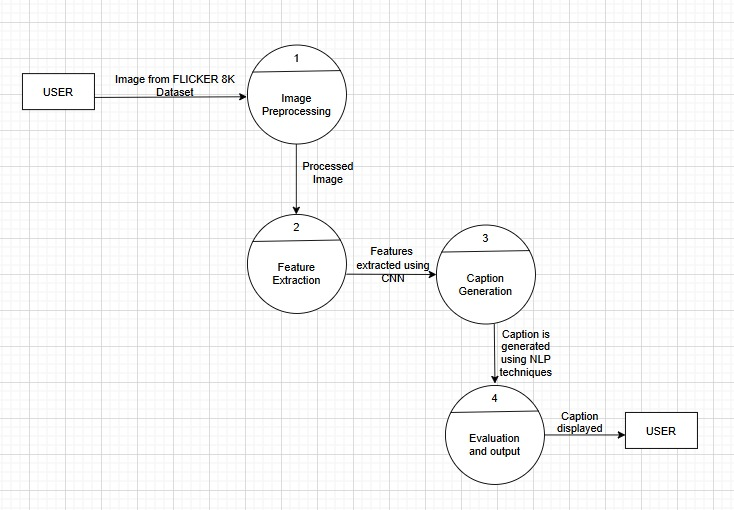 USER
Image from FLICKER 8K
Dataset
1
Image
Preprocessing
Processed
Image
2
Feature
Extraction
Features
extracted using
CNN
3
Caption
Generation
Caption is
generated
using NLP
techniques
4
Evaluation
and output
Caption
displayed
USER